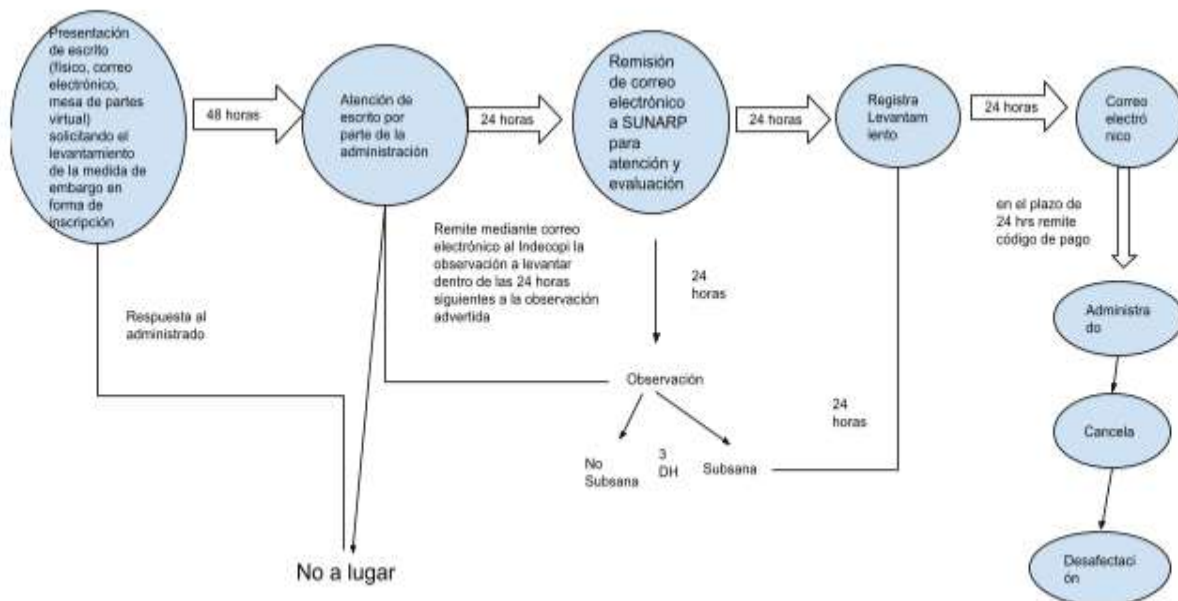 Presentación
de escrito
(físico, correo
electrónico,
mesa de partes
virtual)
solicitando el
levantamiento
de la medida de
embargo en
forma de
inscripción
48 horas
Atención de
escrito por
parte de la
administración
24 horas
Remisión
de correo
electrónico
a SUNARP
para
atención y
evaluación
24 horas
Registra
Levantam
iento
24 horas
Correo
electró
nico
en el plazo de
24 hrs remite
código de pago
Remite mediante correo
electrónico al Indecopi la
observación a levantar
dentro de las 24 horas
siguientes a la observación
advertida
24
horas
Respuesta al
administrado
Administra
do
Observación
24
horas
Cancela
No
Subsana
3
DH
Subsana
No a lugar
Desafectaci
ón